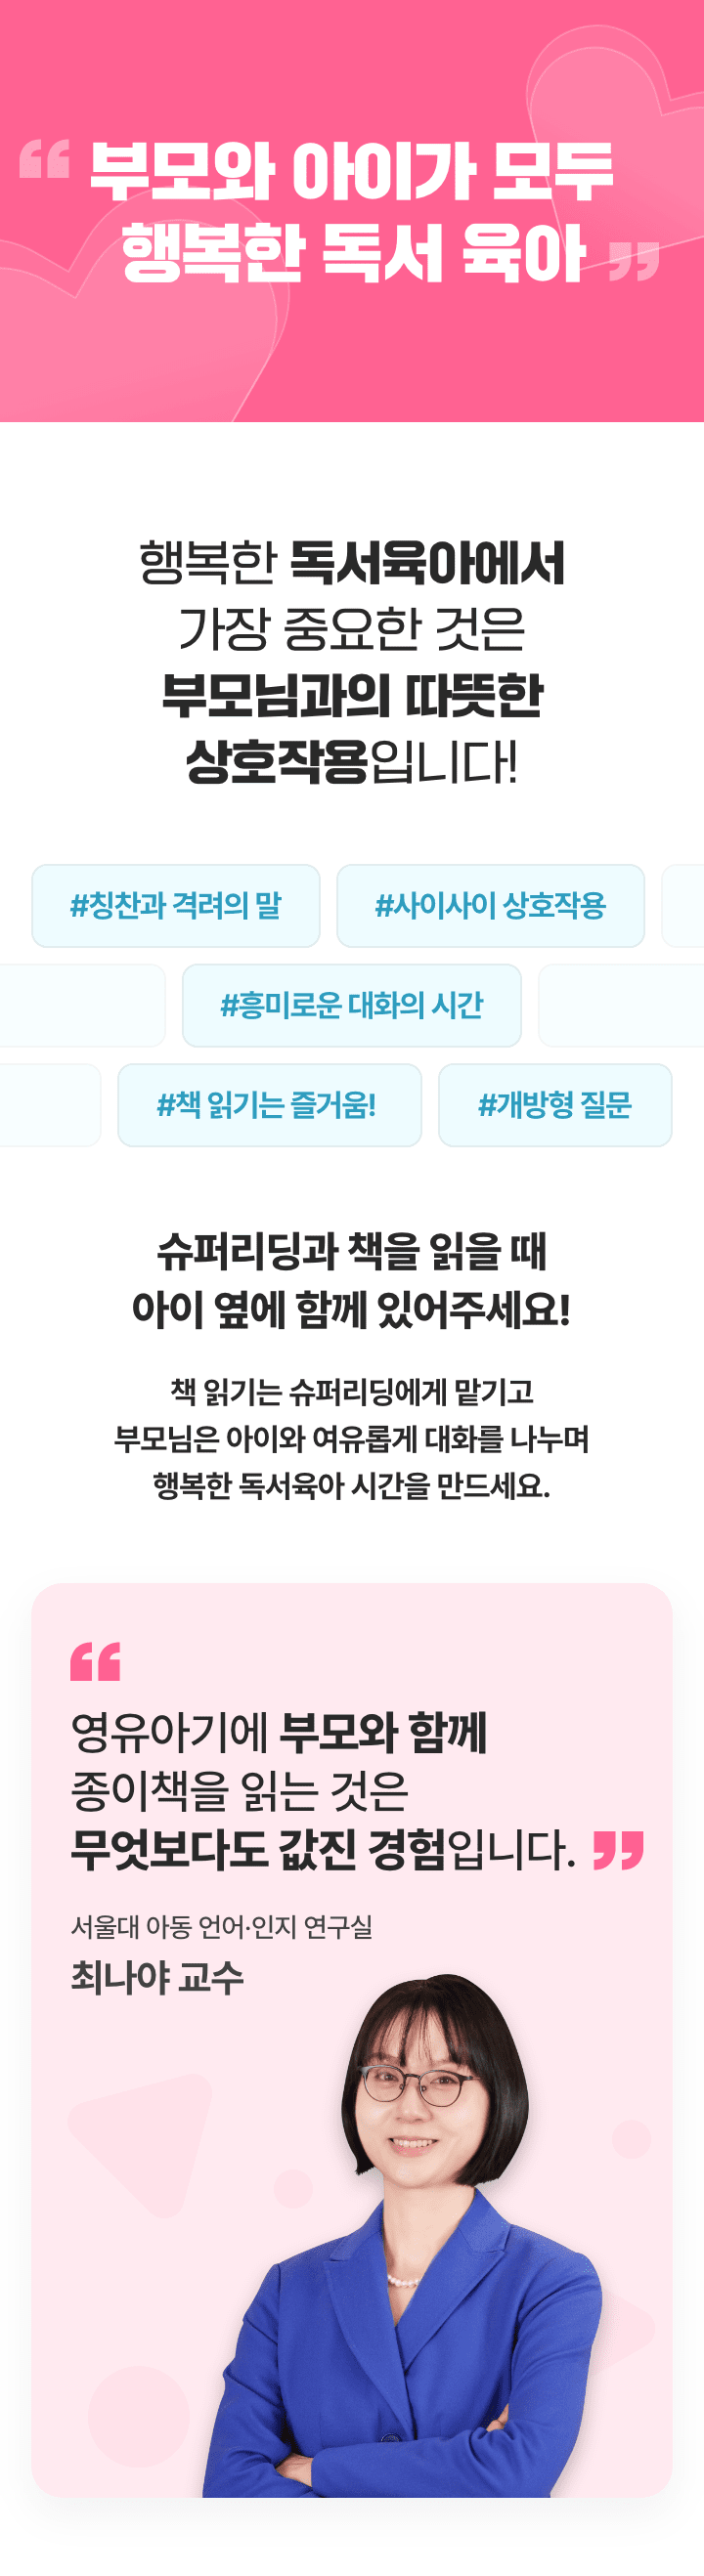 “ 부모와 아이가 모두
행복한 독서 육아 ”
행복한 독서육아에서
가장 중요한 것은
부모님과의 따뜻한
상호작용입니다!
#칭찬과 격려의 말 #사이사이 상호작용
#흥미로운 대화의 시간
#책 읽기는 즐거움! #개방형 질문
슈퍼리딩과 책을 읽을 때
아이 옆에 함께 있어주세요!
책 읽기는 슈퍼리딩에게 맡기고
부모님은 아이와 여유롭게 대화를 나누며
행복한 독서육아 시간을 만드세요.
“
영유아기에 부모와 함께
종이책을 읽는 것은
무엇보다도 값진 경험입니다. ”
서울대 아동 언어·인지 연구실
최나야 교수